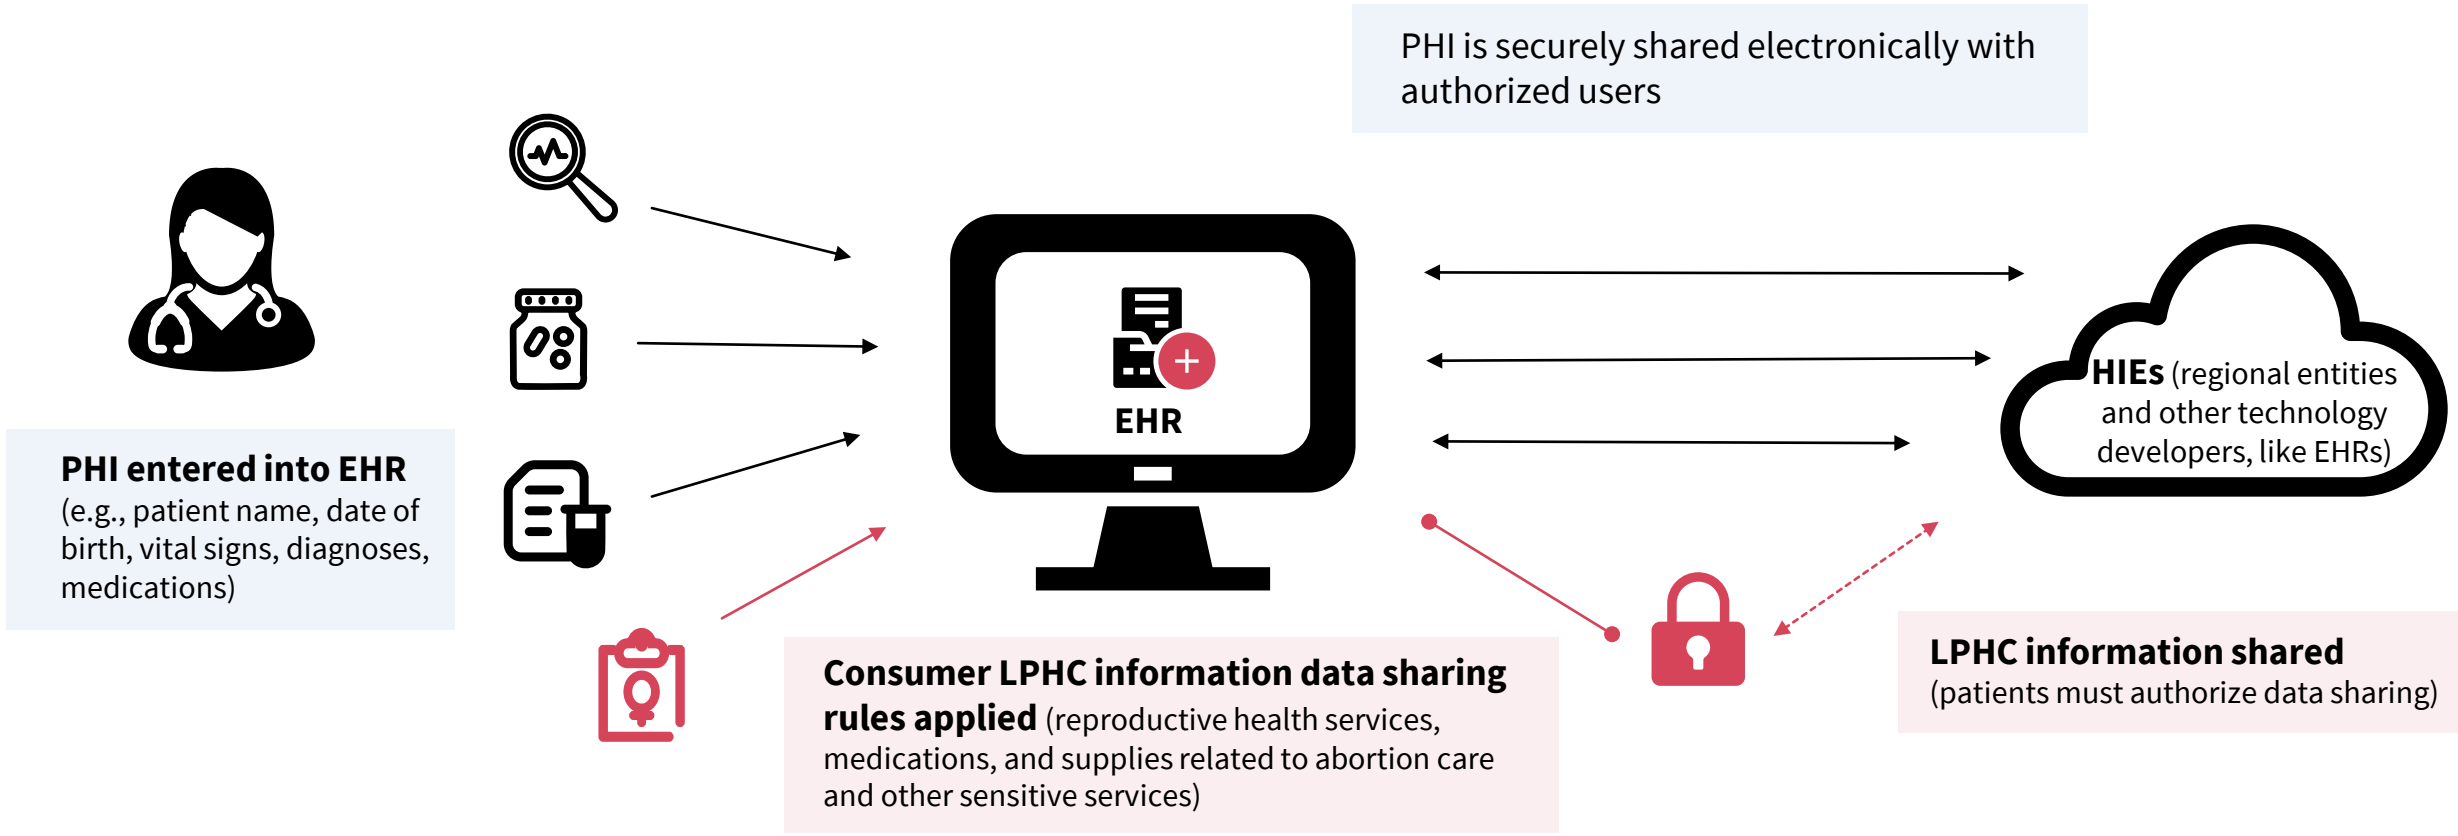 PHI is securely shared electronically with
authorized users
PHI entered into EHR
(e.g., patient name, date of
birth, vital signs, diagnoses,
medications)
EHR
HIEs (regional entities
and other technology
developers, like EHRs)
Consumer LPHC information data sharing
rules applied (reproductive health services,
medications, and supplies related to abortion care
and other sensitive services)
LPHC information shared
(patients must authorize data sharing)